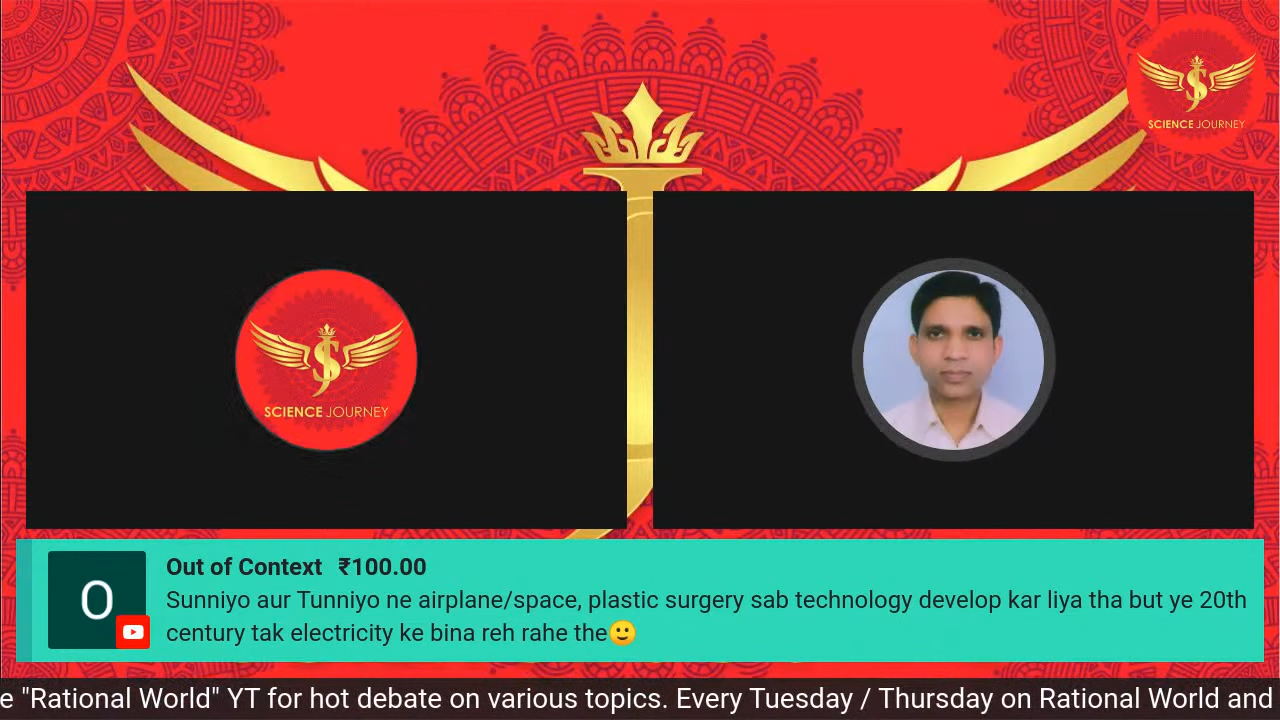 SCIENCE JOURNEY
SCIENCE JOURNEY
O
Out of Context ₹100.00
Sunniyo aur Tunniyo ne airplane/space, plastic surgery sab technology develop kar liya tha but ye 20th
century tak electricity ke bina reh rahe the🙂
e "Rational World" YT for hot debate on various topics. Every Tuesday / Thursday on Rational World and